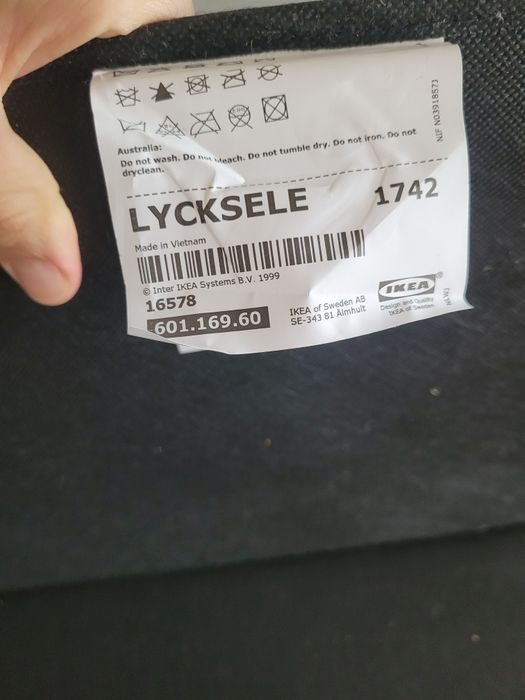 Australia:
Do not wash. Do not bleach. Do not tumble dry. Do not iron. Do not
dryclean.
NIF N0391857J
LYCKSELE 1742
Made in Vietnam
© Inter IKEA Systems B.V. 1999
16578
601.169.60
IKEA of Sweden AB
SE-343 81 Älmhult
IKEA®
Design and Quality
IKEA of Sweden